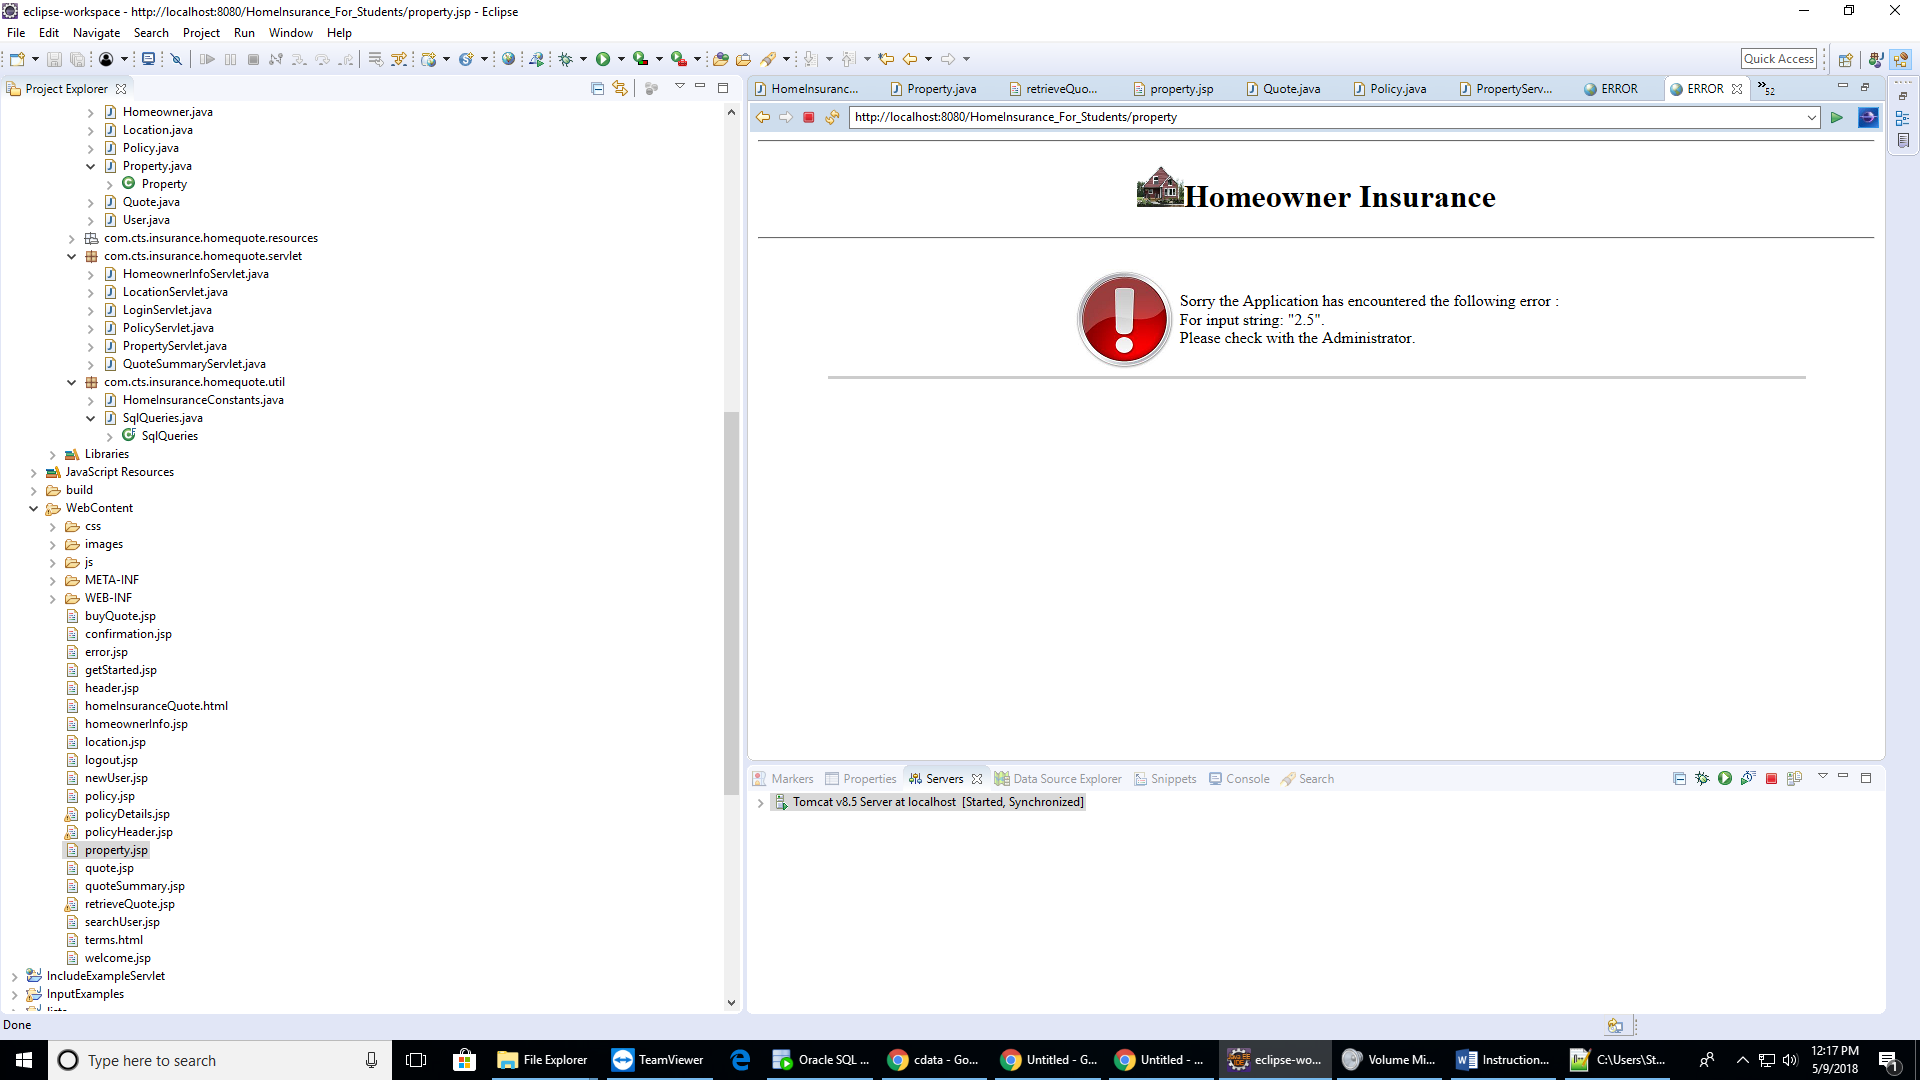 eclipse-workspace - http://localhost:8080/HomeInsurance_For_Students/property.jsp - Eclipse
File Edit Navigate Search Project Run Window Help
Quick Access
Project Explorer
HomeInsuranc... Property.java retrieveQuo... property.jsp Quote.java Policy.java PropertyServ... ERROR ERROR »52
http://localhost:8080/HomeInsurance_For_Students/property
Homeowner.java
Location.java
Policy.java
Property.java
Property
Quote.java
User.java
com.cts.insurance.homequote.resources
com.cts.insurance.homequote.servlet
HomeownerInfoServlet.java
LocationServlet.java
LoginServlet.java
PolicyServlet.java
PropertyServlet.java
QuoteSummaryServlet.java
com.cts.insurance.homequote.util
HomeInsuranceConstants.java
SqlQueries.java
SqlQueries
Libraries
JavaScript Resources
build
WebContent
css
images
js
META-INF
WEB-INF
buyQuote.jsp
confirmation.jsp
error.jsp
getStarted.jsp
header.jsp
homeInsuranceQuote.html
homeownerInfo.jsp
location.jsp
logout.jsp
newUser.jsp
policy.jsp
policyDetails.jsp
policyHeader.jsp
property.jsp
quote.jsp
quoteSummary.jsp
retrieveQuote.jsp
searchUser.jsp
terms.html
welcome.jsp
IncludeExampleServlet
InputExamples
Homeowner Insurance
Sorry the Application has encountered the following error :
For input string: "2.5".
Please check with the Administrator.
Markers Properties Servers Data Source Explorer Snippets Console Search
Tomcat v8.5 Server at localhost [Started, Synchronized]
Done
Type here to search
File Explorer TeamViewer Oracle SQL ... cdata - Go... Untitled - G... Untitled - ... eclipse-wo... Volume Mi... Instruction... C:\Users\St...
12:17 PM
5/9/2018
1